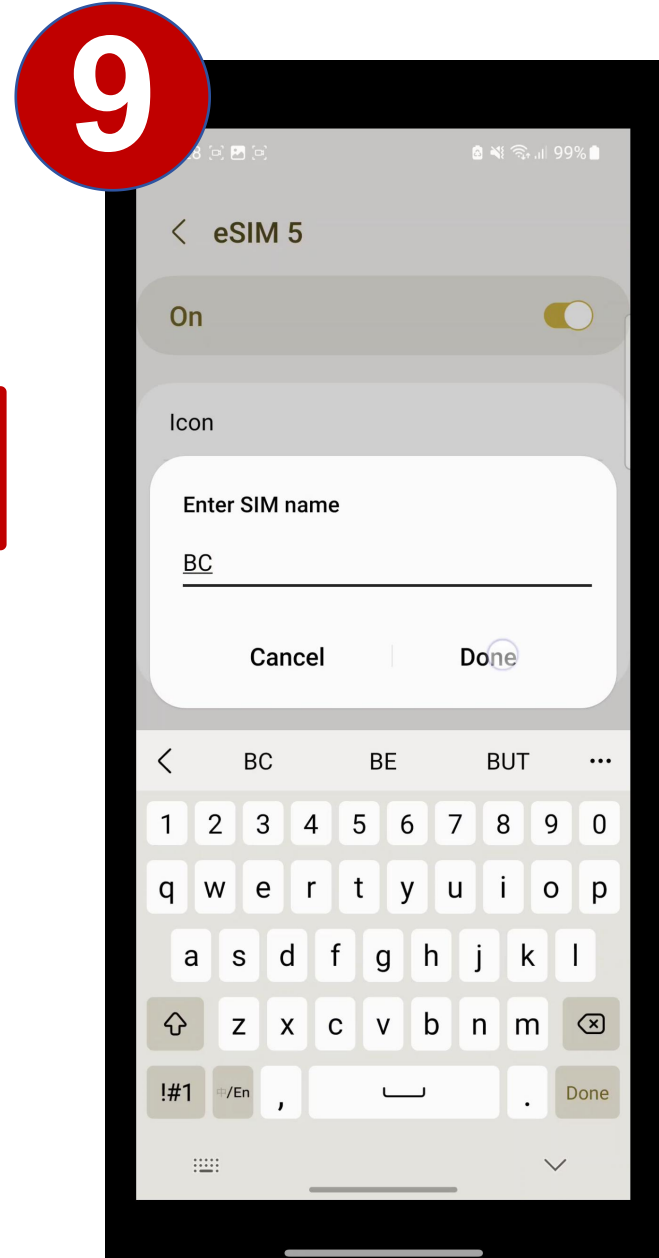 9
8 99%
eSIM 5
On
Icon
Enter SIM name
BC
Cancel Done
BC BE BUT
1 2 3 4 5 6 7 8 9 0
q w e r t y u i o p
a s d f g h j k l
z x c v b n m
!#1 中/En , . Done